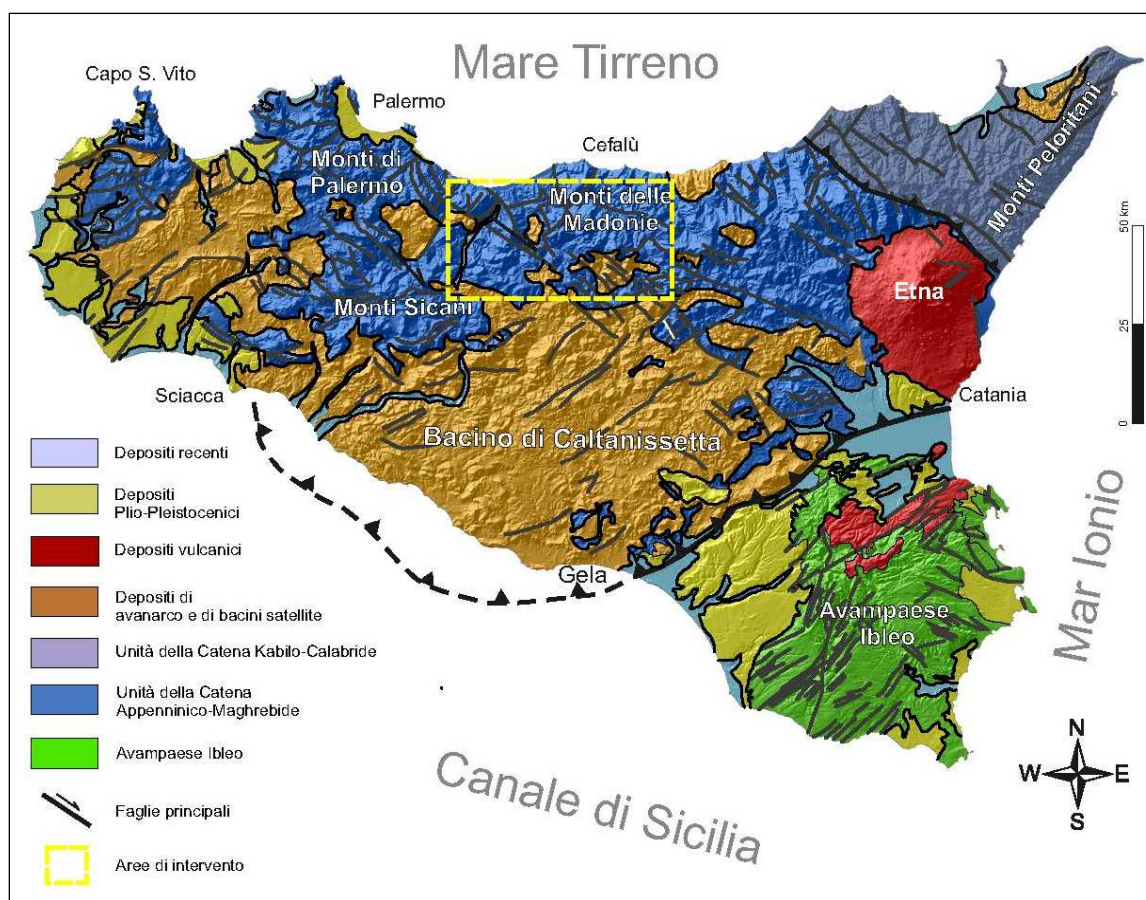 Mare Tirreno
Capo S. Vito
Palermo
Cefalù
Monti di
Palermo
Monti delle
Madonie
Monti Peloritani
50 km
25
0
Etna
Monti Sicani
Sciacca
Catania
Bacino di Caltanissetta
Gela
Avampaese
Ibleo
Mar Ionio
Canale di Sicilia
N
W
E
S
Depositi recenti
Depositi
Plio-Pleistocenici
Depositi vulcanici
Depositi di
avanarco e di bacini satellite
Unità della Catena Kabilo-Calabride
Unità della Catena
Appenninico-Maghrebide
Avampaese Ibleo
Faglie principali
Aree di intervento